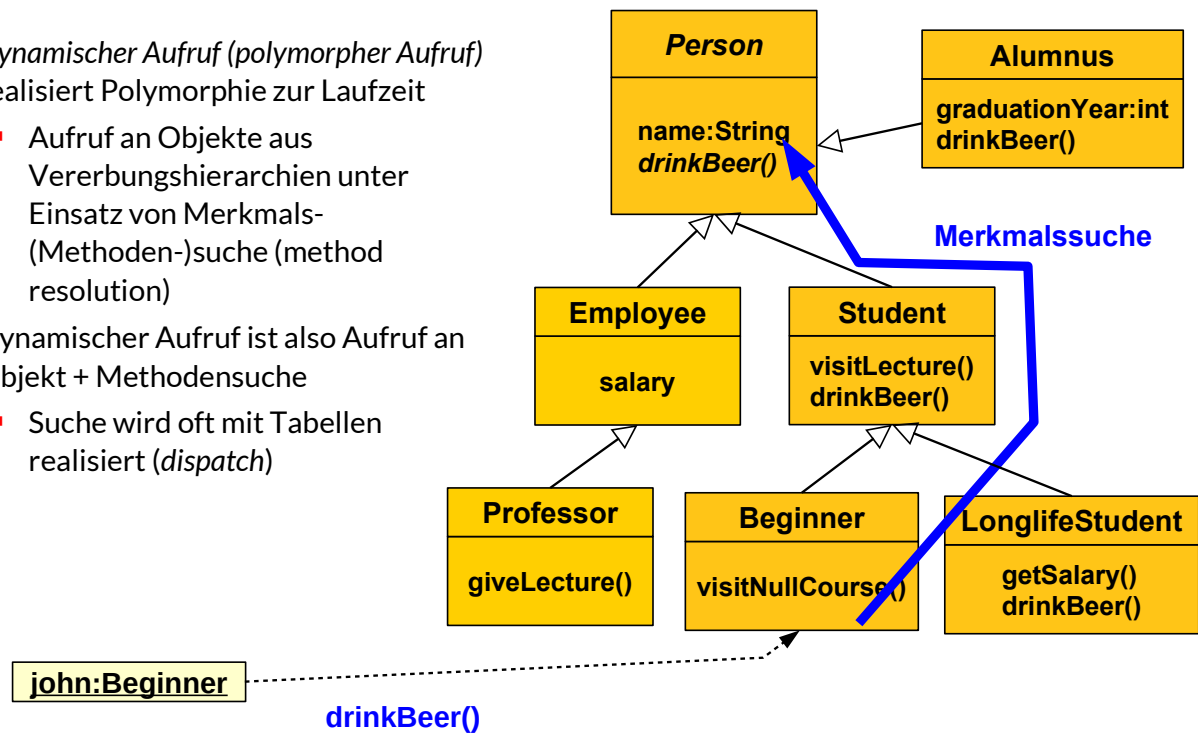 ynamischer Aufruf (polymorpher Aufruf)
ealisiert Polymorphie zur Laufzeit
Aufruf an Objekte aus
Vererbungshierarchien unter
Einsatz von Merkmals-
(Methoden-)suche (method
resolution)
ynamischer Aufruf ist also Aufruf an
bjekt + Methodensuche
Suche wird oft mit Tabellen
realisiert (dispatch)
Person
name:String
drinkBeer()
Alumnus
graduationYear:int
drinkBeer()
Merkmalssuche
Employee
salary
Student
visitLecture()
drinkBeer()
Professor
giveLecture()
Beginner
visitNullCourse()
LonglifeStudent
getSalary()
drinkBeer()
john:Beginner
drinkBeer()